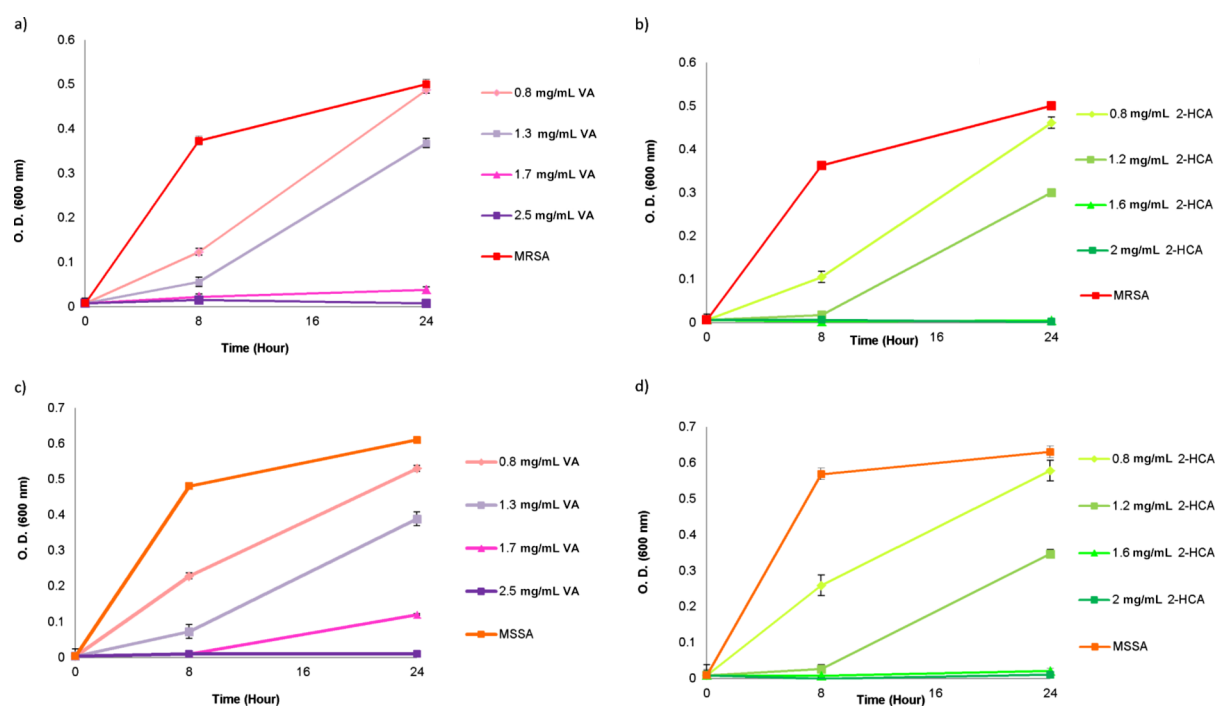 a)
0.6
0.5
0.4
0.3
0.2
0.1
0
O. D. (600 nm)
0 8 16 24
Time (Hour)
0.8 mg/mL VA
1.3 mg/mL VA
1.7 mg/mL VA
2.5 mg/mL VA
MRSA
b)
0.6
0.5
0.4
0.3
0.2
0.1
0
O. D. (600 nm)
0 8 16 24
Time (Hour)
0.8 mg/mL 2-HCA
1.2 mg/mL 2-HCA
1.6 mg/mL 2-HCA
2 mg/mL 2-HCA
MRSA
c)
0.7
0.6
0.5
0.4
0.3
0.2
0.1
0
O. D. (600 nm)
0 8 16 24
Time (Hour)
0.8 mg/mL VA
1.3 mg/mL VA
1.7 mg/mL VA
2.5 mg/mL VA
MSSA
d)
0.7
0.6
0.5
0.4
0.3
0.2
0.1
0
O. D. (600 nm)
0 8 16 24
Time (Hour)
0.8 mg/mL 2-HCA
1.2 mg/mL 2-HCA
1.6 mg/mL 2-HCA
2 mg/mL 2-HCA
MSSA